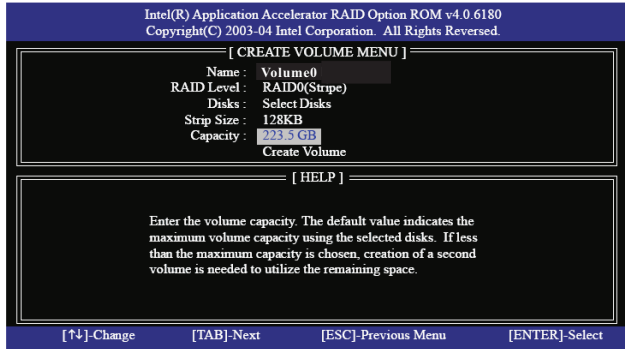 Intel(R) Application Accelerator RAID Option ROM v4.0.6180
Copyright(C) 2003-04 Intel Corporation. All Rights Reversed.
[ CREATE VOLUME MENU ]
Name : Volume0
RAID Level : RAID0(Stripe)
Disks : Select Disks
Strip Size : 128KB
Capacity : 223.5 GB
Create Volume
[ HELP ]
Enter the volume capacity. The default value indicates the
maximum volume capacity using the selected disks. If less
than the maximum capacity is chosen, creation of a second
volume is needed to utilize the remaining space.
[↑↓]-Change [TAB]-Next [ESC]-Previous Menu [ENTER]-Select